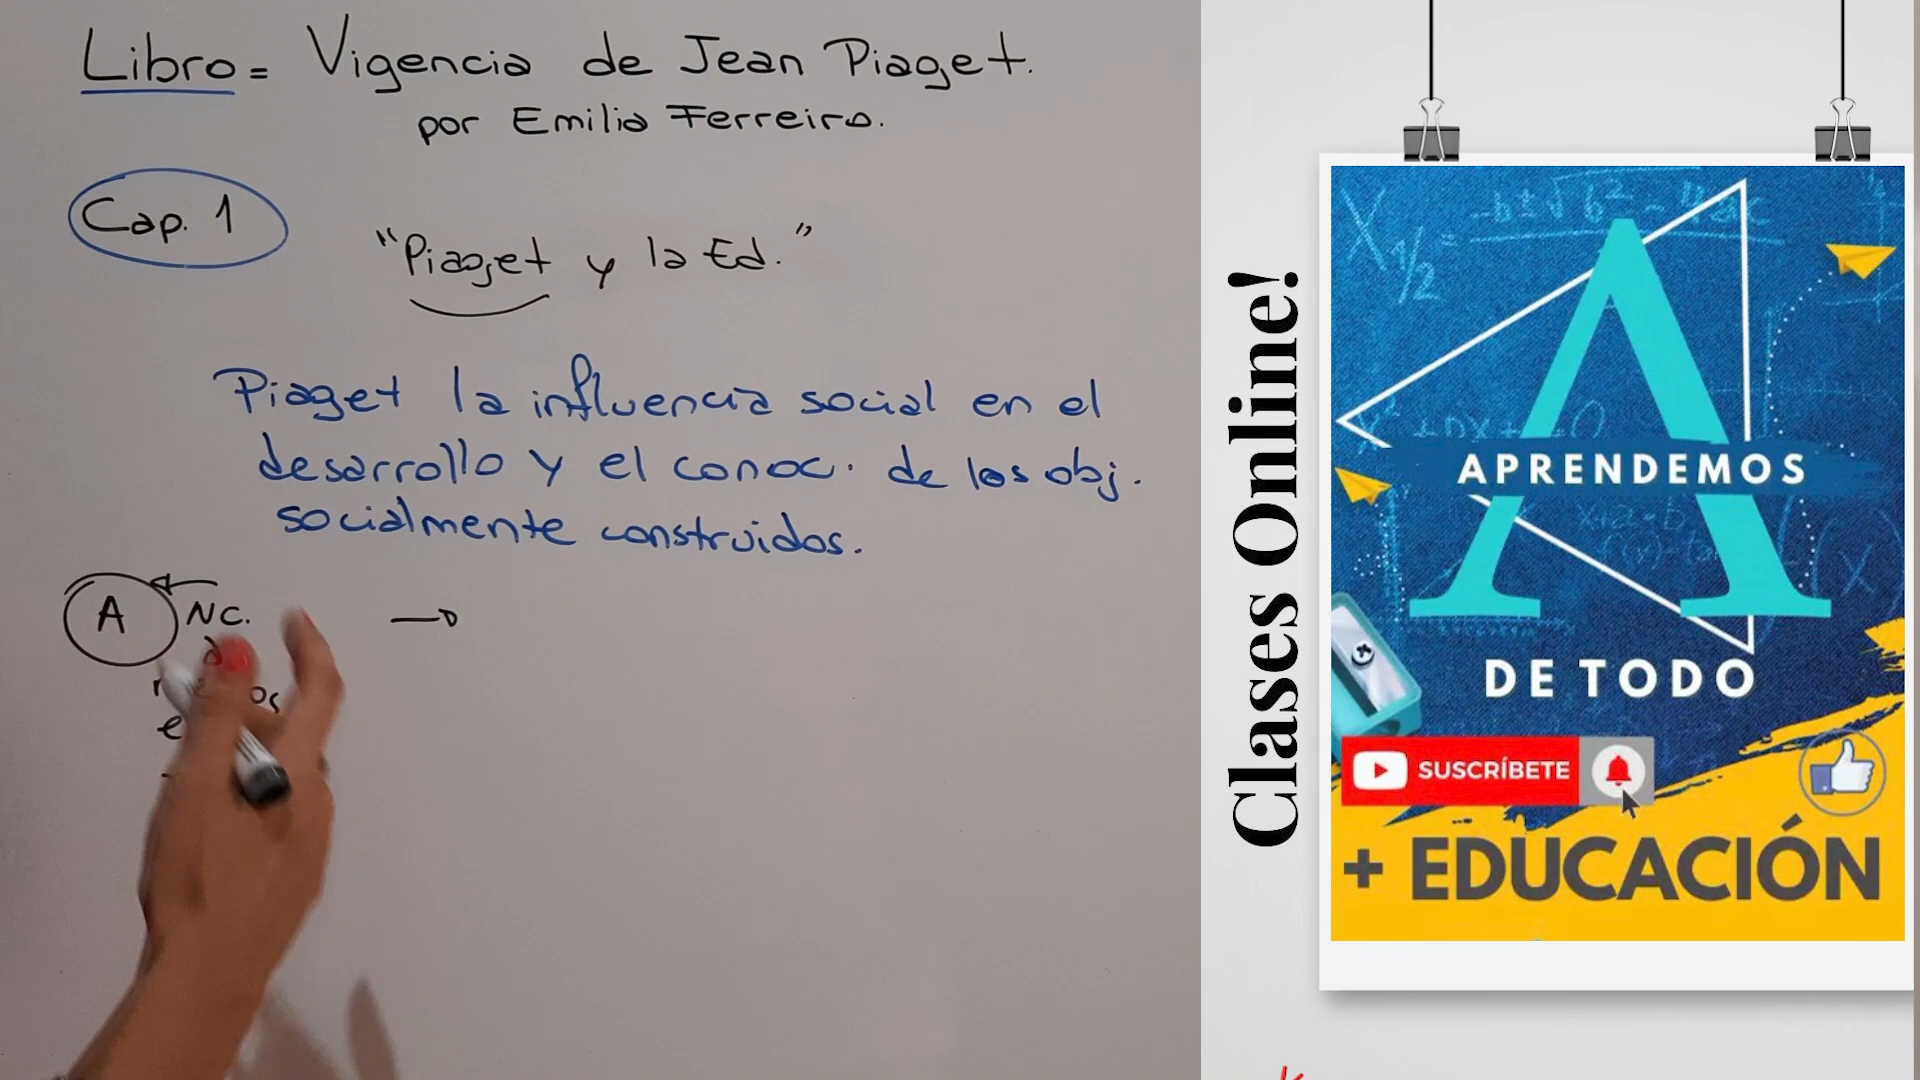 Libro = Vigencia de Jean Piaget.
por Emilia Ferreiro.
Cap. 1
"Piaget y la Ed."
Piaget la influencia social en el
desarrollo y el conoc. de los obj.
socialmente construidos.
A NC.
Clases Online!
APRENDEMOS
DE TODO
SUSCRÍBETE
+ EDUCACIÓN